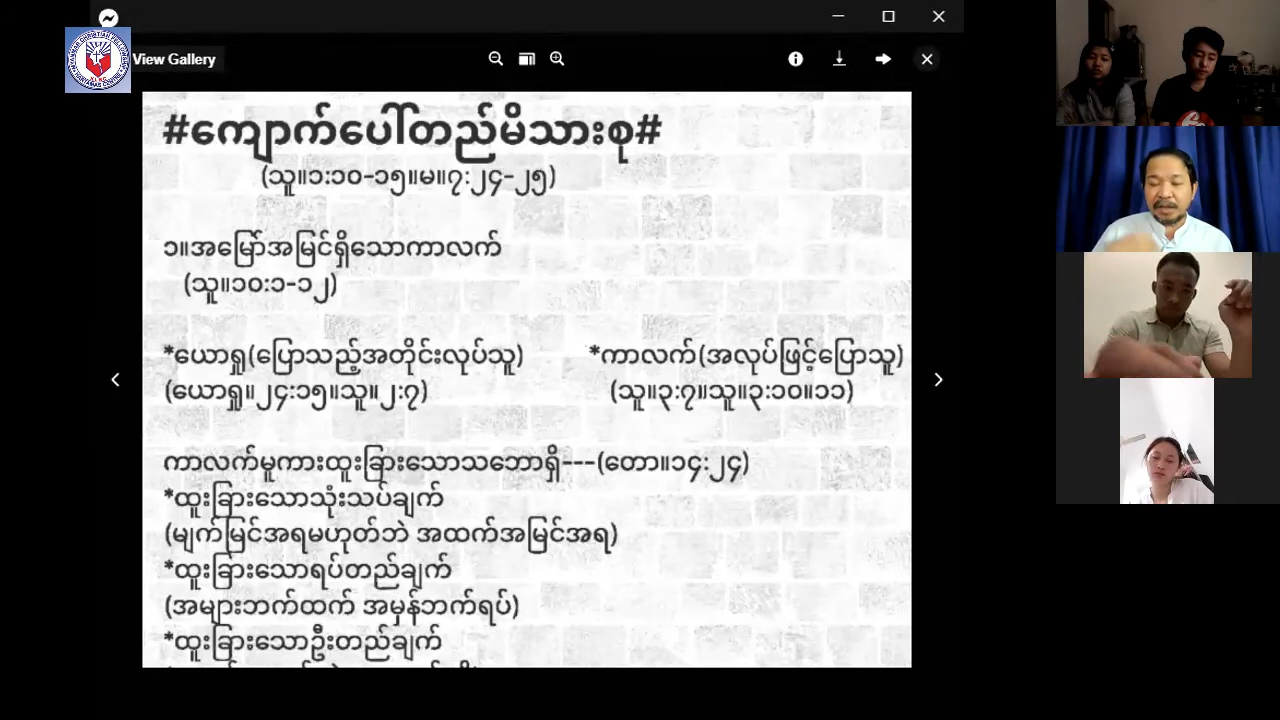 View Gallery
#ကျောက်ပေါ်တည်မိသားစု#
(သူ။၁:၁၀-၁၅။မ။၇:၂၄-၂၅)
၁။အမြော်အမြင်ရှိသောကာလက်
(သူ။၁၀:၁-၁၂)
*ယောရှု(ပြောသည့်အတိုင်းလုပ်သူ) *ကာလက်(အလုပ်ဖြင့်ပြောသူ)
(ယောရှု။၂၄:၁၅။သူ။၂:၇) (သူ။၃:၇။သူ။၃:၁၀။၁၁)
ကာလက်မူကားထူးခြားသောသဘောရှိ---(တော။၁၄:၂၄)
*ထူးခြားသောသုံးသပ်ချက်
(မျက်မြင်အရမဟုတ်ဘဲ အထက်အမြင်အရ)
*ထူးခြားသောရပ်တည်ချက်
(အများဘက်ထက် အမှန်ဘက်ရပ်)
*ထူးခြားသောဦးတည်ချက်